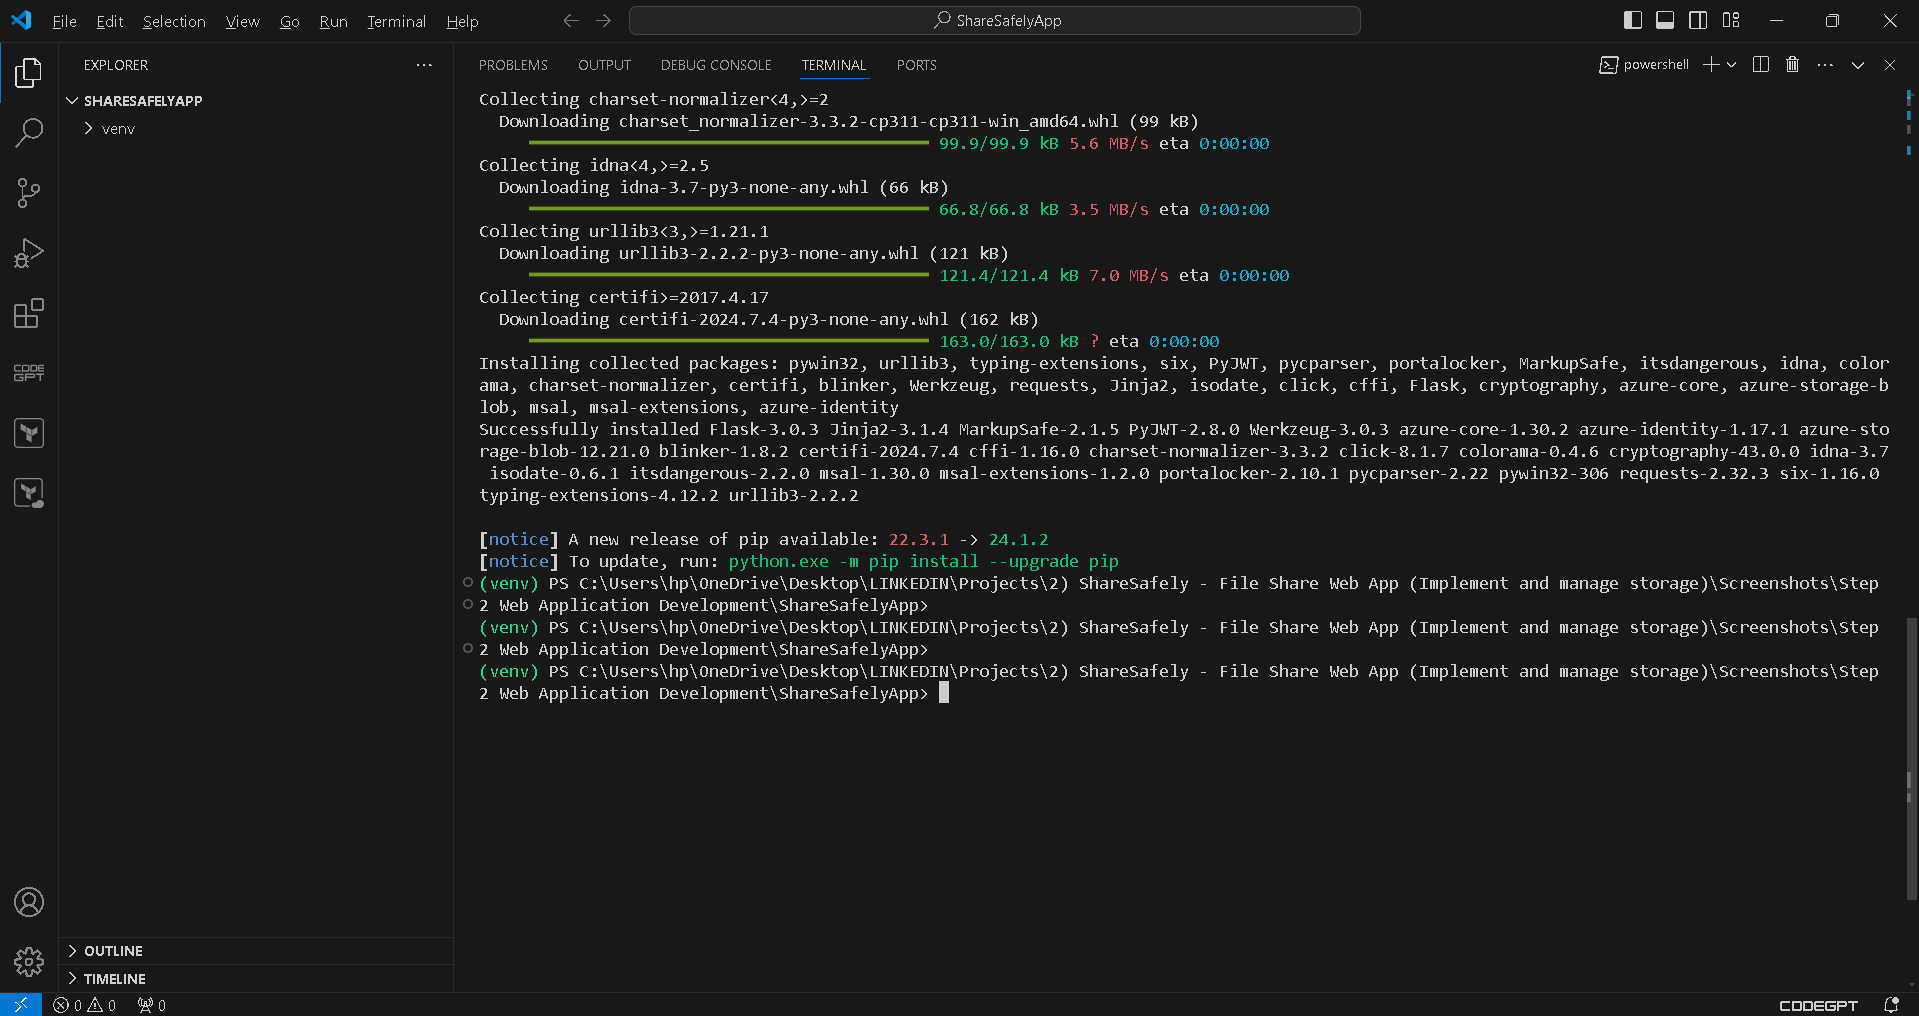 File Edit Selection View Go Run Terminal Help
ShareSafelyApp
EXPLORER
SHARESAFELYAPP
venv
OUTLINE
TIMELINE
CODE
GPT
PROBLEMS OUTPUT DEBUG CONSOLE TERMINAL PORTS
powershell
Collecting charset-normalizer<4,>=2
Downloading charset_normalizer-3.3.2-cp311-cp311-win_amd64.whl (99 kB)
99.9/99.9 kB 5.6 MB/s eta 0:00:00
Collecting idna<4,>=2.5
Downloading idna-3.7-py3-none-any.whl (66 kB)
66.8/66.8 kB 3.5 MB/s eta 0:00:00
Collecting urllib3<3,>=1.21.1
Downloading urllib3-2.2.2-py3-none-any.whl (121 kB)
121.4/121.4 kB 7.0 MB/s eta 0:00:00
Collecting certifi>=2017.4.17
Downloading certifi-2024.7.4-py3-none-any.whl (162 kB)
163.0/163.0 kB ? eta 0:00:00
Installing collected packages: pywin32, urllib3, typing-extensions, six, PyJWT, pycparser, portalocker, MarkupSafe, itsdangerous, idna, color
ama, charset-normalizer, certifi, blinker, Werkzeug, requests, Jinja2, isodate, click, cffi, Flask, cryptography, azure-core, azure-storage-b
lob, msal, msal-extensions, azure-identity
Successfully installed Flask-3.0.3 Jinja2-3.1.4 MarkupSafe-2.1.5 PyJWT-2.8.0 Werkzeug-3.0.3 azure-core-1.30.2 azure-identity-1.17.1 azure-sto
rage-blob-12.21.0 blinker-1.8.2 certifi-2024.7.4 cffi-1.16.0 charset-normalizer-3.3.2 click-8.1.7 colorama-0.4.6 cryptography-43.0.0 idna-3.7
isodate-0.6.1 itsdangerous-2.2.0 msal-1.30.0 msal-extensions-1.2.0 portalocker-2.10.1 pycparser-2.22 pywin32-306 requests-2.32.3 six-1.16.0
typing-extensions-4.12.2 urllib3-2.2.2
[notice] A new release of pip available: 22.3.1 -> 24.1.2
[notice] To update, run: python.exe -m pip install --upgrade pip
(venv) PS C:\Users\hp\OneDrive\Desktop\LINKEDIN\Projects\2) ShareSafely - File Share Web App (Implement and manage storage)\Screenshots\Step
2 Web Application Development\ShareSafelyApp>
(venv) PS C:\Users\hp\OneDrive\Desktop\LINKEDIN\Projects\2) ShareSafely - File Share Web App (Implement and manage storage)\Screenshots\Step
2 Web Application Development\ShareSafelyApp>
(venv) PS C:\Users\hp\OneDrive\Desktop\LINKEDIN\Projects\2) ShareSafely - File Share Web App (Implement and manage storage)\Screenshots\Step
2 Web Application Development\ShareSafelyApp>
0 0 0
CODEGPT